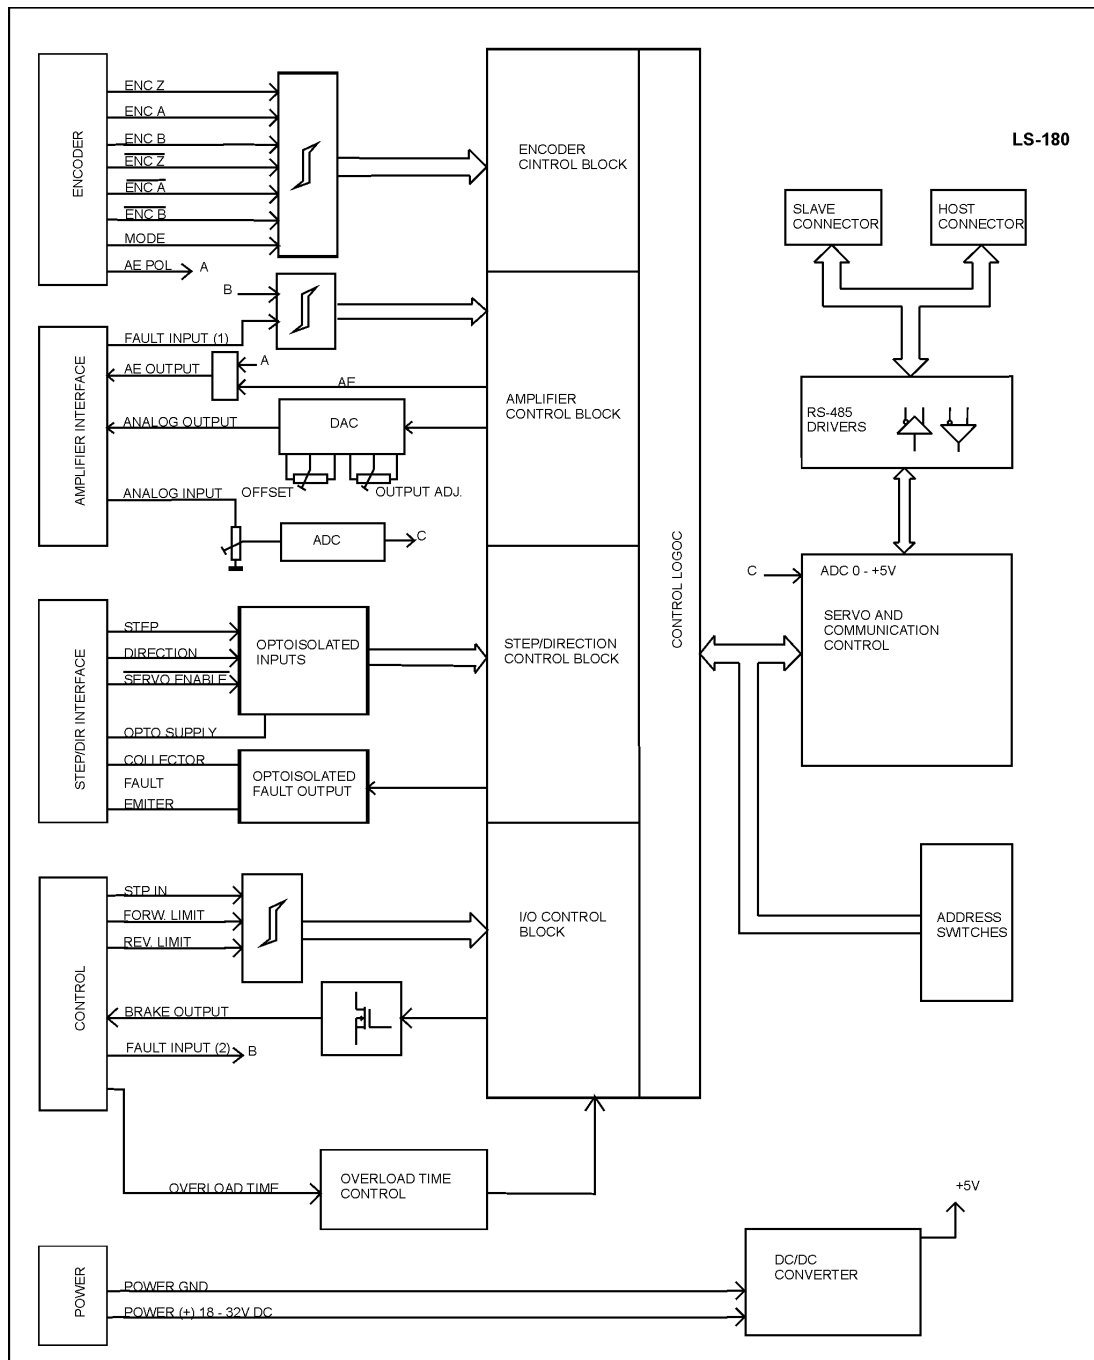 LS-180
ENCODER
ENC Z
ENC A
ENC B
ENC Z
ENC A
ENC B
MODE
AE POL
A
ENCODER
CINTROL BLOCK
SLAVE
CONNECTOR
HOST
CONNECTOR
AMPLIFIER INTERFACE
B
FAULT INPUT (1)
A
AE OUTPUT
AE
ANALOG OUTPUT
DAC
OFFSET
OUTPUT ADJ.
ANALOG INPUT
ADC
C
AMPLIFIER
CONTROL BLOCK
RS-485
DRIVERS
CONTROL LOGOC
C
ADC 0 - +5V
SERVO AND
COMMUNICATION
CONTROL
STEP/DIR INTERFACE
STEP
DIRECTION
SERVO ENABLE
OPTO SUPPLY
COLLECTOR
FAULT
EMITER
OPTOISOLATED
INPUTS
OPTOISOLATED
FAULT OUTPUT
STEP/DIRECTION
CONTROL BLOCK
CONTROL
STP IN
FORW. LIMIT
REV. LIMIT
BRAKE OUTPUT
FAULT INPUT (2)
B
I/O CONTROL
BLOCK
ADDRESS
SWITCHES
OVERLOAD TIME
OVERLOAD TIME
CONTROL
+5V
POWER
POWER GND
POWER (+) 18 - 32V DC
DC/DC
CONVERTER